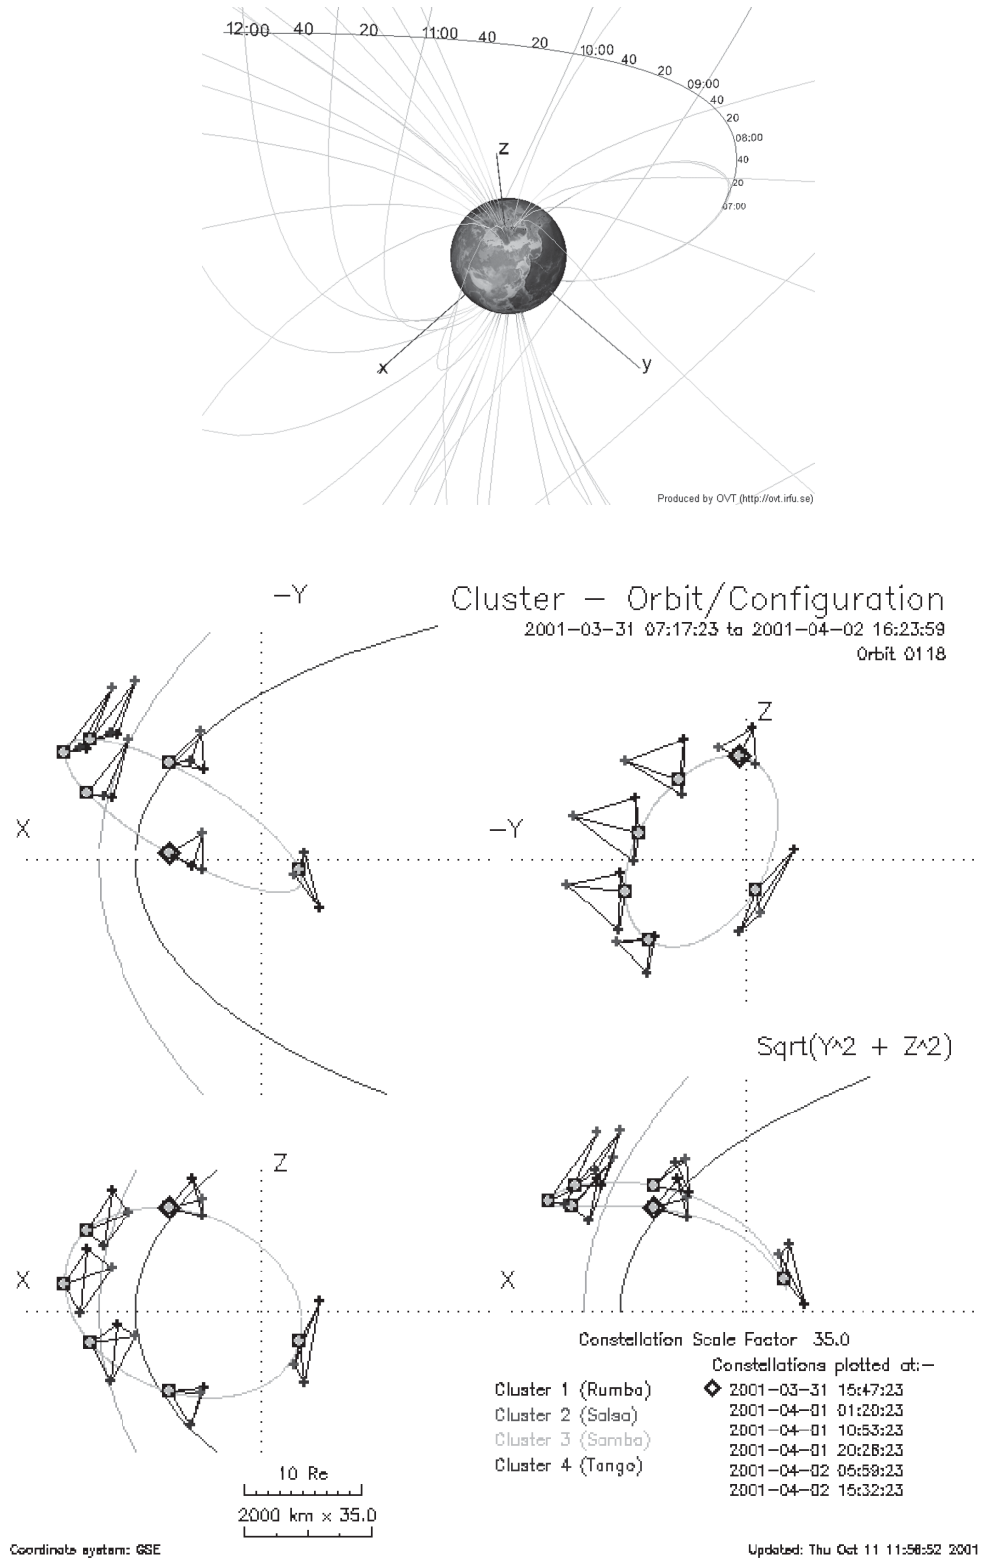 12:00 40 20 11:00 40 20 10:00 40 20 09:00 40 20 08:00 40 20 07:00
z
x
y
Produced by OVT (http://ovt.irfu.se)
−Y
Cluster − Orbit/Configuration
2001−03−31 07:17:23 to 2001−04−02 16:23:59
Orbit 0118
Z
X
−Y
Sqrt(Y^2 + Z^2)
Z
X
X
Constellation Scale Factor 35.0
Constellations plotted at:−
Cluster 1 (Rumba)
2001−03−31 15:47:23
Cluster 2 (Salsa)
2001−04−01 01:20:23
Cluster 3 (Samba)
2001−04−01 10:53:23
Cluster 4 (Tango)
2001−04−01 20:26:23
2001−04−02 05:59:23
2001−04−02 15:32:23
10 Re
2000 km x 35.0
Coordinate system: GSE
Updated: Thu Oct 11 11:56:52 2001